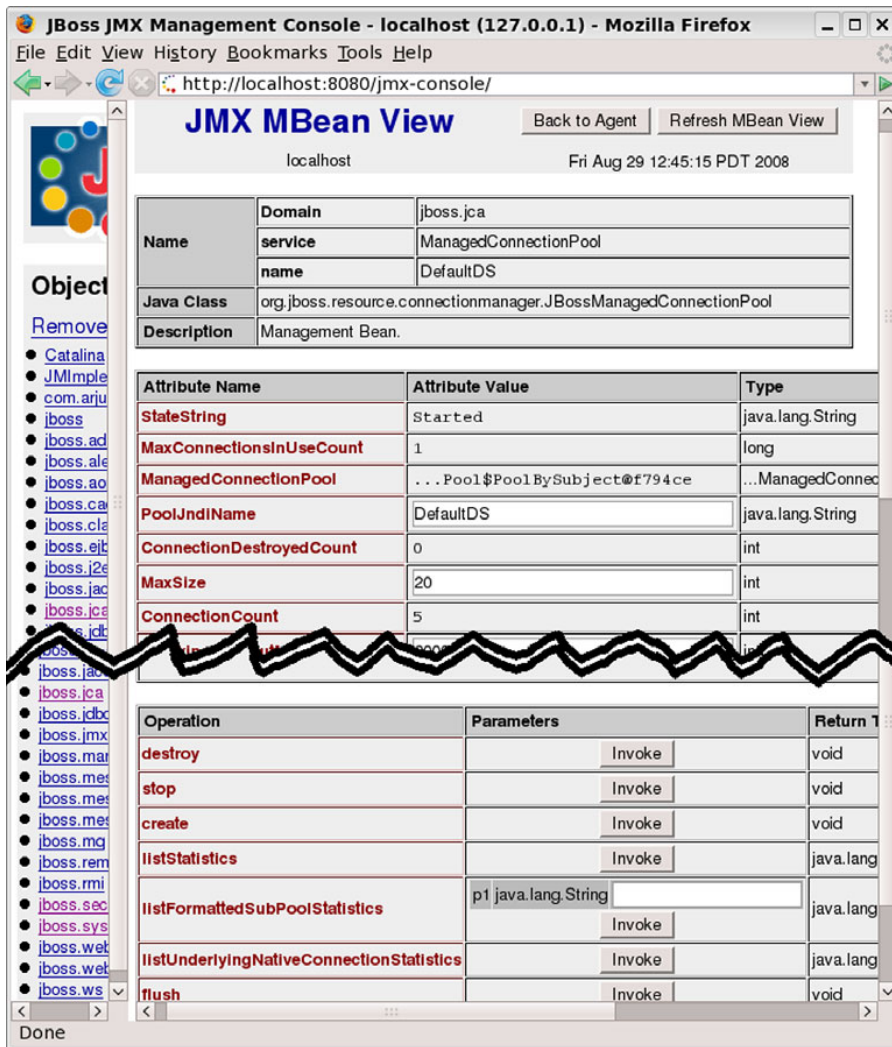 JBoss JMX Management Console - localhost (127.0.0.1) - Mozilla Firefox
File Edit View History Bookmarks Tools Help
http://localhost:8080/jmx-console/
JMX MBean View
Back to Agent
Refresh MBean View
localhost
Fri Aug 29 12:45:15 PDT 2008
Name
Domain jboss.jca
service ManagedConnectionPool
name DefaultDS
Java Class org.jboss.resource.connectionmanager.JBossManagedConnectionPool
Description Management Bean.
Object
Remove
Catalina
JMImple
com.arju
jboss
jboss.ad
jboss.ale
jboss.ao
jboss.ca
jboss.cla
jboss.ejb
jboss.j2e
jboss.jac
jboss.jca
jboss.jao
jboss.jca
jboss.jdbc
jboss.jmx
jboss.mar
jboss.mes
jboss.mes
jboss.mes
jboss.mq
jboss.rem
jboss.rmi
jboss.sec
jboss.sys
jboss.web
jboss.web
jboss.ws
Attribute Name Attribute Value Type
StateString Started java.lang.String
MaxConnectionsInUseCount 1 long
ManagedConnectionPool ...Pool$PoolBySubject@f794ce ...ManagedConnec
PoolJndiName DefaultDS java.lang.String
ConnectionDestroyedCount 0 int
MaxSize 20 int
ConnectionCount 5 int
Operation Parameters Return T
destroy Invoke void
stop Invoke void
create Invoke void
listStatistics Invoke java.lang
listFormattedSubPoolStatistics p1 java.lang.String Invoke java.lang
listUnderlyingNativeConnectionStatistics Invoke java.lang
flush Invoke void
Done